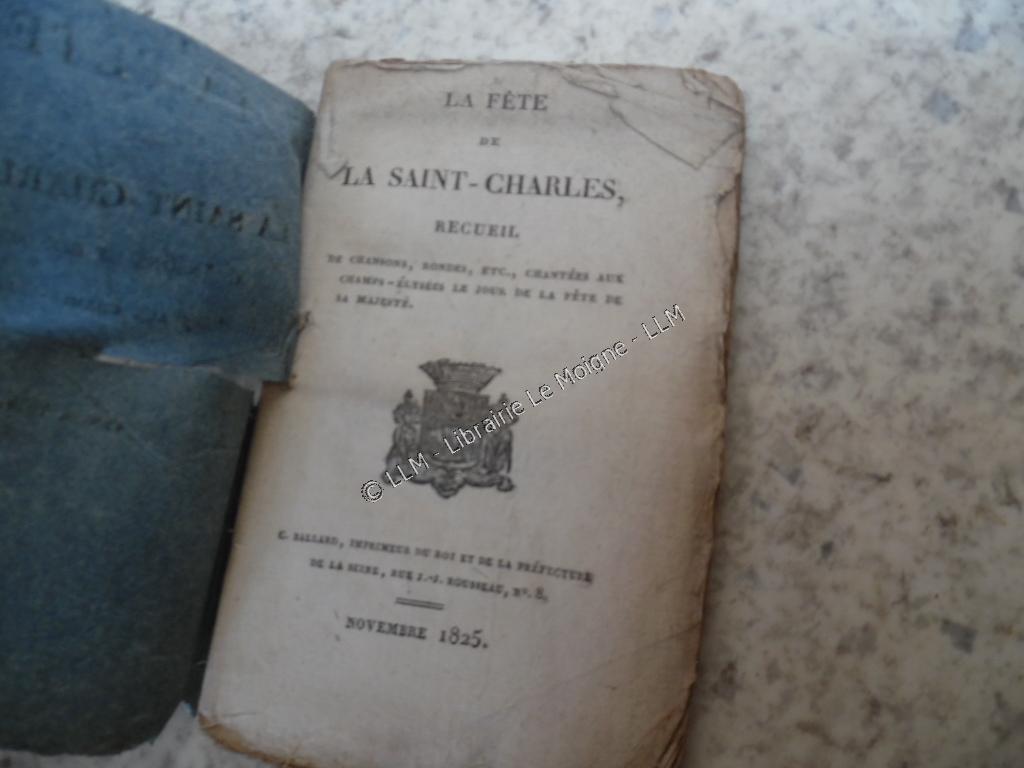 LA FÊTE
DE
LA SAINT-CHARLES,
RECUEIL
DE CHANSONS, RONDES, ETC., CHANTÉES AUX
CHAMPS-ÉLYSÉES LE JOUR DE LA FÊTE DE
SA MAJESTÉ.
© LLM - Librairie Le Moigne - LLM
C. BALLARD, IMPRIMEUR DU ROI ET DE LA PRÉFECTURE
DE LA SEINE, RUE J.-J. ROUSSEAU, N°. 8.
NOVEMBRE 1825.